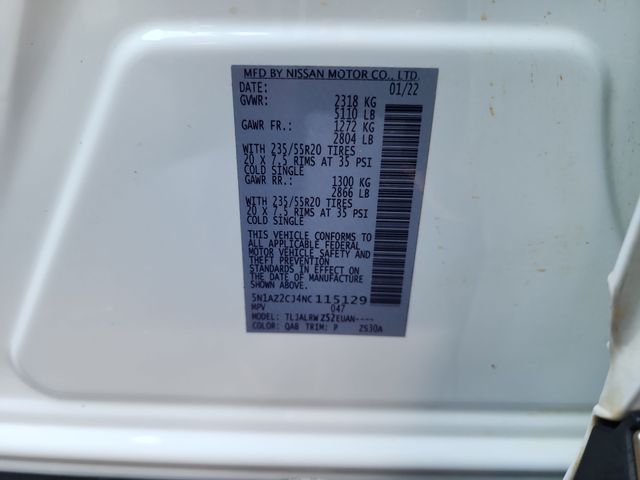 MFD BY NISSAN MOTOR CO., LTD.
DATE: 01/22
GVWR: 2318 KG
5110 LB
GAWR FR.: 1272 KG
2804 LB
WITH 235/55R20 TIRES
20 X 7.5 RIMS AT 35 PSI
COLD SINGLE
GAWR RR.: 1300 KG
2866 LB
WITH 235/55R20 TIRES
20 X 7.5 RIMS AT 35 PSI
COLD SINGLE
THIS VEHICLE CONFORMS TO
ALL APPLICABLE FEDERAL
MOTOR VEHICLE SAFETY AND
THEFT PREVENTION
STANDARDS IN EFFECT ON
THE DATE OF MANUFACTURE
SHOWN ABOVE.
5N1AZ2CJ4NC115129
MPV 047
MODEL: TLJALRWZ52EUAN----
COLOR: QAB TRIM: P ZS30A